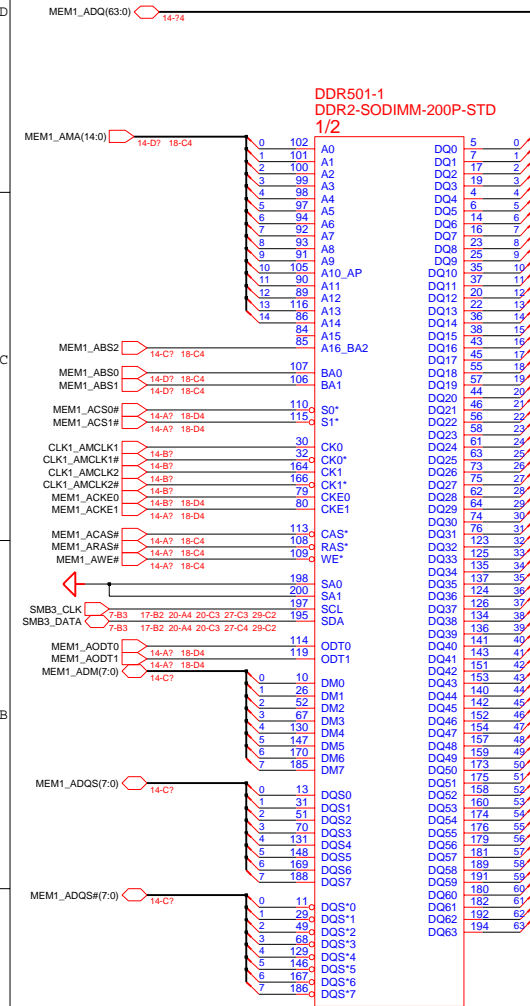 D
MEM1_ADQ(63:0)
14-?4
DDR501-1
DDR2-SODIMM-200P-STD
1/2
MEM1_AMA(14:0)
14-D? 18-C4
0 102 A0
1 101 A1
2 100 A2
3 99 A3
4 98 A4
5 97 A5
6 94 A6
7 92 A7
8 93 A8
9 91 A9
10 105 A10_AP
11 90 A11
12 89 A12
13 116 A13
14 86 A14
84 A15
C
MEM1_ABS2 85 A16_BA2
14-C? 18-C4
MEM1_ABS0 107 BA0
14-D? 18-C4
MEM1_ABS1 106 BA1
14-D? 18-C4
MEM1_ACS0# 110 S0*
14-A? 18-D4
MEM1_ACS1# 115 S1*
14-A? 18-D4
CLK1_AMCLK1 30 CK0
14-B?
CLK1_AMCLK1# 32 CK0*
14-B?
CLK1_AMCLK2 164 CK1
14-B?
CLK1_AMCLK2# 166 CK1*
14-B?
MEM1_ACKE0 79 CKE0
14-B? 18-D4
MEM1_ACKE1 80 CKE1
14-A? 18-D4
MEM1_ACAS# 113 CAS*
14-A? 18-C4
MEM1_ARAS# 108 RAS*
14-A? 18-C4
MEM1_AWE# 109 WE*
14-A? 18-C4
198 SA0
200 SA1
SMB3_CLK 197 SCL
7-B3 17-B2 20-A4 20-C3 27-C3 29-C2
SMB3_DATA 195 SDA
7-B3 17-B2 20-A4 20-C3 27-C4 29-C2
MEM1_AODT0 114 ODT0
14-A? 18-D4
MEM1_AODT1 119 ODT1
14-A? 18-D4
MEM1_ADM(7:0)
14-C?
0 10 DM0
1 26 DM1
2 52 DM2
3 67 DM3
4 130 DM4
5 147 DM5
6 170 DM6
7 185 DM7
B
MEM1_ADQS(7:0)
14-C?
0 13 DQS0
1 31 DQS1
2 51 DQS2
3 70 DQS3
4 131 DQS4
5 148 DQS5
6 169 DQS6
7 188 DQS7
MEM1_ADQS#(7:0)
14-C?
0 11 DQS*0
1 29 DQS*1
2 49 DQS*2
3 68 DQS*3
4 129 DQS*4
5 146 DQS*5
6 167 DQS*6
7 186 DQS*7
DQ0 5 0
DQ1 7 1
DQ2 17 2
DQ3 19 3
DQ4 4 4
DQ5 6 5
DQ6 14 6
DQ7 16 7
DQ8 23 8
DQ9 25 9
DQ10 35 10
DQ11 37 11
DQ12 20 12
DQ13 22 13
DQ14 36 14
DQ15 38 15
DQ16 43 16
DQ17 45 17
DQ18 55 18
DQ19 57 19
DQ20 44 20
DQ21 46 21
DQ22 56 22
DQ23 58 23
DQ24 61 24
DQ25 63 25
DQ26 73 26
DQ27 75 27
DQ28 62 28
DQ29 64 29
DQ30 74 30
DQ31 76 31
DQ32 123 32
DQ33 125 33
DQ34 135 34
DQ35 137 35
DQ36 124 36
DQ37 126 37
DQ38 134 38
DQ39 136 39
DQ40 141 40
DQ41 143 41
DQ42 151 42
DQ43 153 43
DQ44 140 44
DQ45 142 45
DQ46 152 46
DQ47 154 47
DQ48 157 48
DQ49 159 49
DQ50 173 50
DQ51 175 51
DQ52 158 52
DQ53 160 53
DQ54 174 54
DQ55 176 55
DQ56 179 56
DQ57 181 57
DQ58 189 58
DQ59 191 59
DQ60 180 60
DQ61 182 61
DQ62 192 62
DQ63 194 63